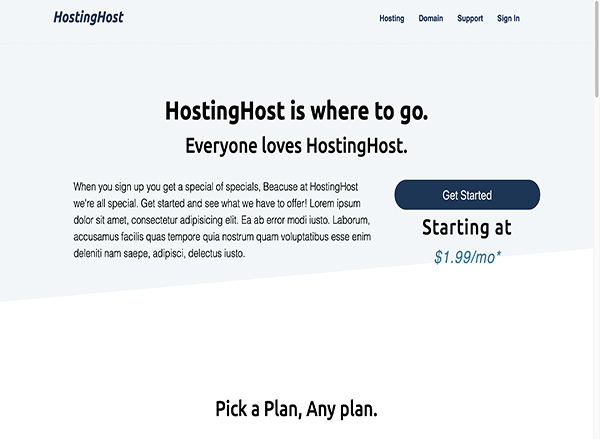 HostingHost
Hosting Domain Support Sign In
HostingHost is where to go.
Everyone loves HostingHost.
When you sign up you get a special of specials, Beacuse at HostingHost
we're all special. Get started and see what we have to offer! Lorem ipsum
dolor sit amet, consectetur adipisicing elit. Ea ab error modi iusto. Laborum,
accusamus facilis quas tempore quia nostrum quam voluptatibus esse enim
deleniti nam saepe, adipisci, delectus iusto.
Get Started
Starting at
$1.99/mo*
Pick a Plan, Any plan.